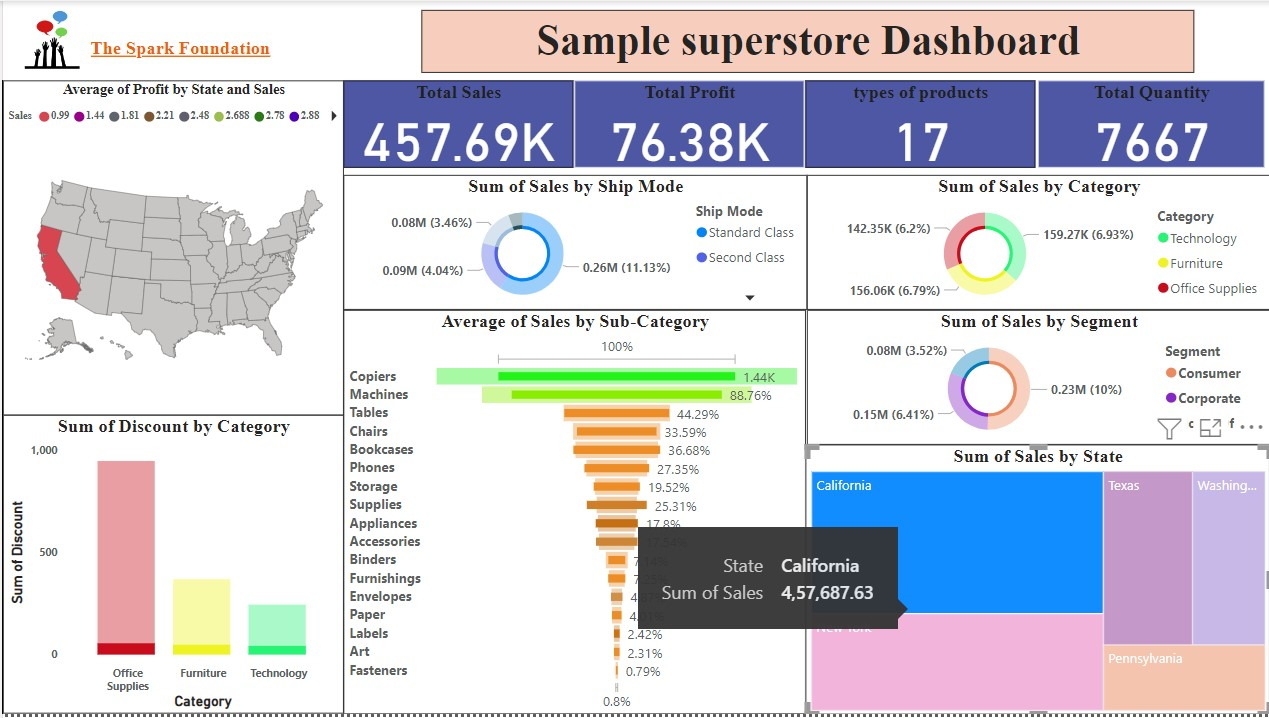 The Spark Foundation
Sample superstore Dashboard
Average of Profit by State and Sales
Sales 0.99 1.44 1.81 2.21 2.48 2.688 2.78 2.88
Total Sales
457.69K
Total Profit
76.38K
types of products
17
Total Quantity
7667
Sum of Sales by Ship Mode
0.08M (3.46%)
0.09M (4.04%)
0.26M (11.13%)
Ship Mode
Standard Class
Second Class
Sum of Sales by Category
142.35K (6.2%)
159.27K (6.93%)
156.06K (6.79%)
Category
Technology
Furniture
Office Supplies
Sum of Discount by Category
1,000
500
0
Sum of Discount
Office
Supplies
Furniture
Technology
Category
Average of Sales by Sub-Category
100%
Copiers 1.44K
Machines 88.76%
Tables 44.29%
Chairs 33.59%
Bookcases 36.68%
Phones 27.35%
Storage 19.52%
Supplies 25.31%
Appliances 17.8%
Accessories
Binders
Furnishings
Envelopes
Paper
Labels 2.42%
Art 2.31%
Fasteners 0.79%
0.8%
Sum of Sales by Segment
0.08M (3.52%)
0.23M (10%)
0.15M (6.41%)
Segment
Consumer
Corporate
Sum of Sales by State
California
Texas
Washing...
New York
Pennsylvania
State California
Sum of Sales 4,57,687.63